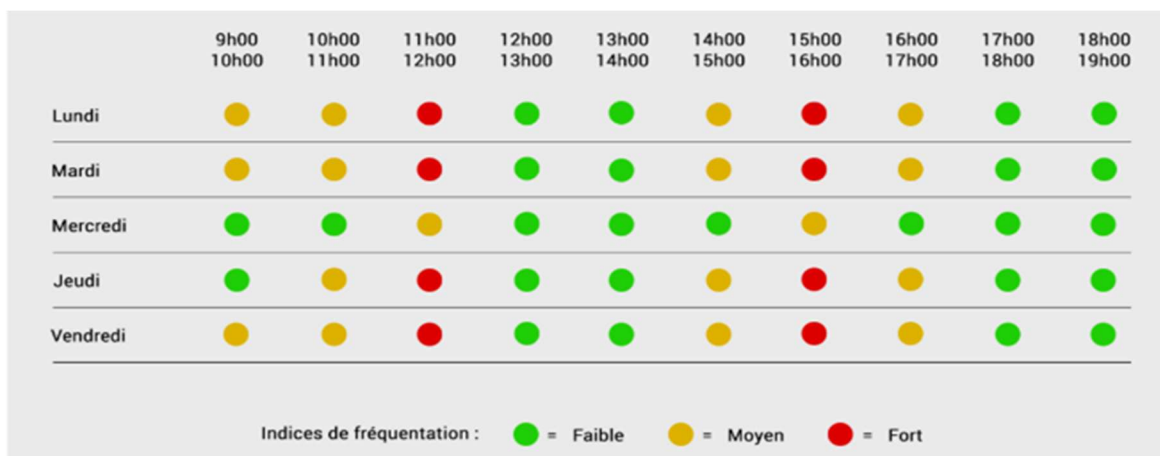 9h00 10h00 11h00 12h00 13h00 14h00 15h00 16h00 17h00 18h00
10h00 11h00 12h00 13h00 14h00 15h00 16h00 17h00 18h00 19h00
Lundi
Mardi
Mercredi
Jeudi
Vendredi
Indices de fréquentation : = Faible = Moyen = Fort